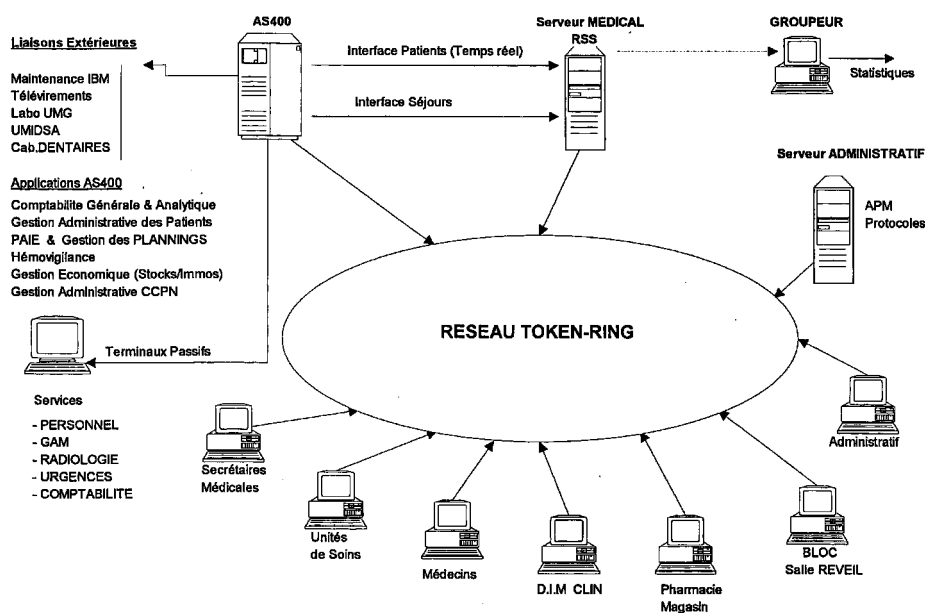 AS400
Serveur MEDICAL
RSS
GROUPEUR
Liaisons Extérieures
Maintenance IBM
Télévirements
Labo UMG
UMIDSA
Cab.DENTAIRES
Interface Patients (Temps réel)
Interface Séjours
Statistiques
Serveur ADMINISTRATIF
APM
Protocoles
Applications AS400
Comptabilite Générale & Analytique
Gestion Administrative des Patients
PAIE & Gestion des PLANNINGS
Hémovigilance
Gestion Economique (Stocks/Immos)
Gestion Administrative CCPN
RESEAU TOKEN-RING
Terminaux Passifs
Services
- PERSONNEL
- GAM
- RADIOLOGIE
- URGENCES
- COMPTABILITE
Secrétaires
Médicales
Unités
de Soins
Médecins
D.I.M CLIN
Pharmacie
Magasin
BLOC
Salle REVEIL
Administratif